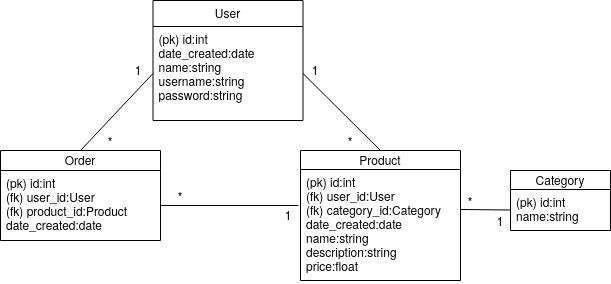 User
(pk) id:int
date_created:date
name:string
username:string
password:string
1
1
*
*
Order
(pk) id:int
(fk) user_id:User
(fk) product_id:Product
date_created:date
*
1
Product
(pk) id:int
(fk) user_id:User
(fk) category_id:Category
date_created:date
name:string
description:string
price:float
*
1
Category
(pk) id:int
name:string